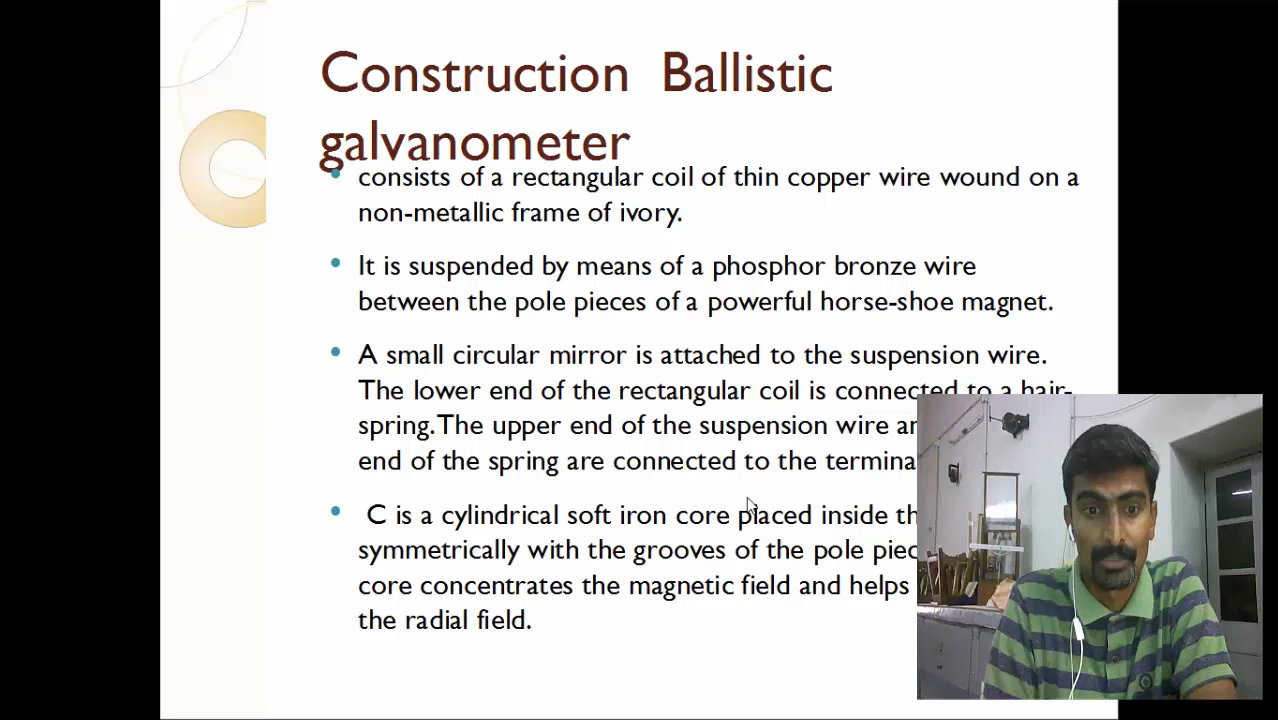 Construction Ballistic
galvanometer
• consists of a rectangular coil of thin copper wire wound on a
non-metallic frame of ivory.
• It is suspended by means of a phosphor bronze wire
between the pole pieces of a powerful horse-shoe magnet.
• A small circular mirror is attached to the suspension wire.
The lower end of the rectangular coil is connected to a hair-
spring. The upper end of the suspension wire
end of the spring are connected to the
• C is a cylindrical soft iron core placed inside
symmetrically with the grooves of the pole
core concentrates the magnetic field and helps
the radial field.